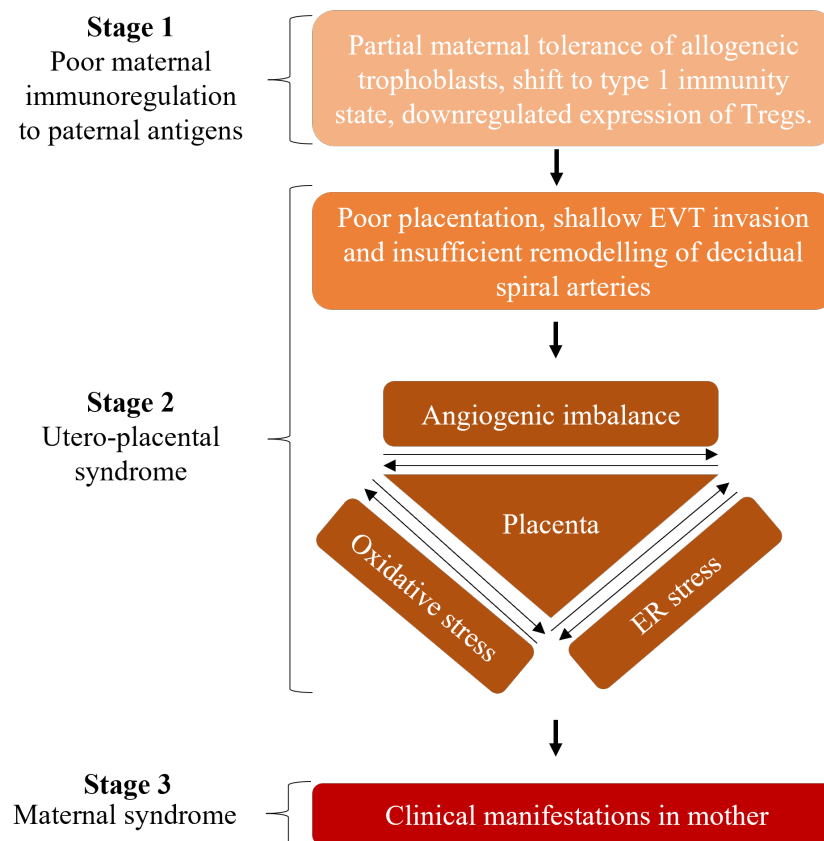 Stage 1
Poor maternal
immunoregulation
to paternal antigens
Partial maternal tolerance of allogeneic
trophoblasts, shift to type 1 immunity
state, downregulated expression of Tregs.
Poor placentation, shallow EVT invasion
and insufficient remodelling of decidual
spiral arteries
Stage 2
Utero-placental
syndrome
Angiogenic imbalance
Placenta
Oxidative stress
ER stress
Stage 3
Maternal syndrome
Clinical manifestations in mother